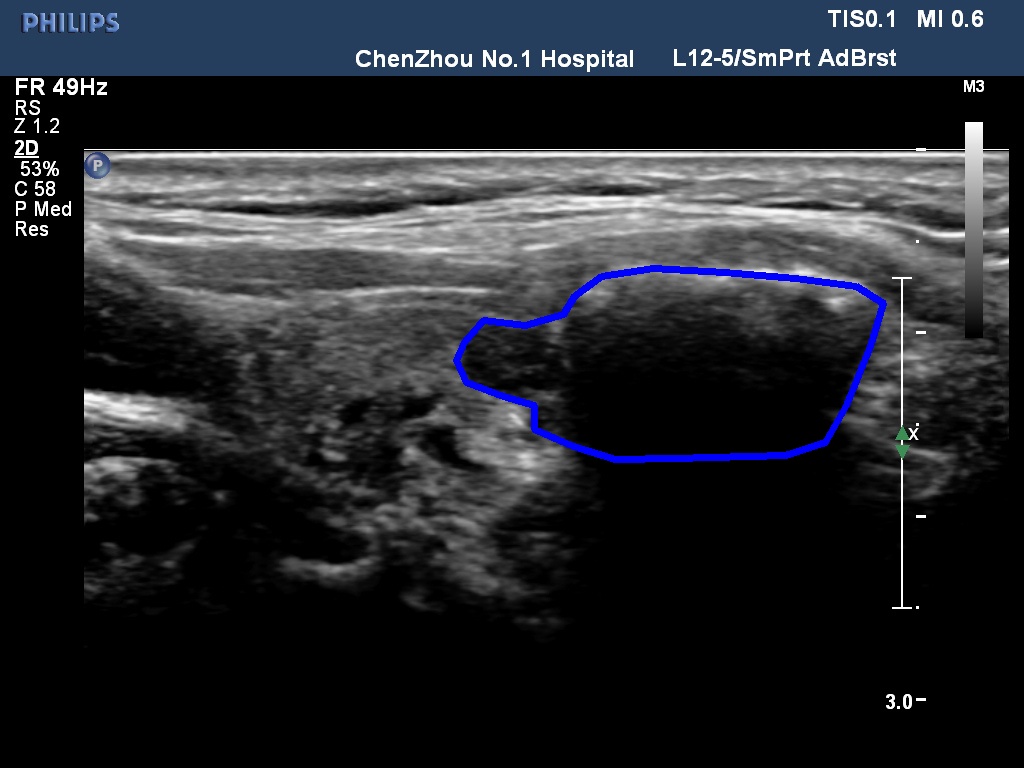 PHILIPS
TIS0.1 MI 0.6
ChenZhou No.1 Hospital L12-5/SmPrt AdBrst
FR 49Hz
RS
Z 1.2
2D
53%
C 58
P Med
Res
M3
P
X
3.0